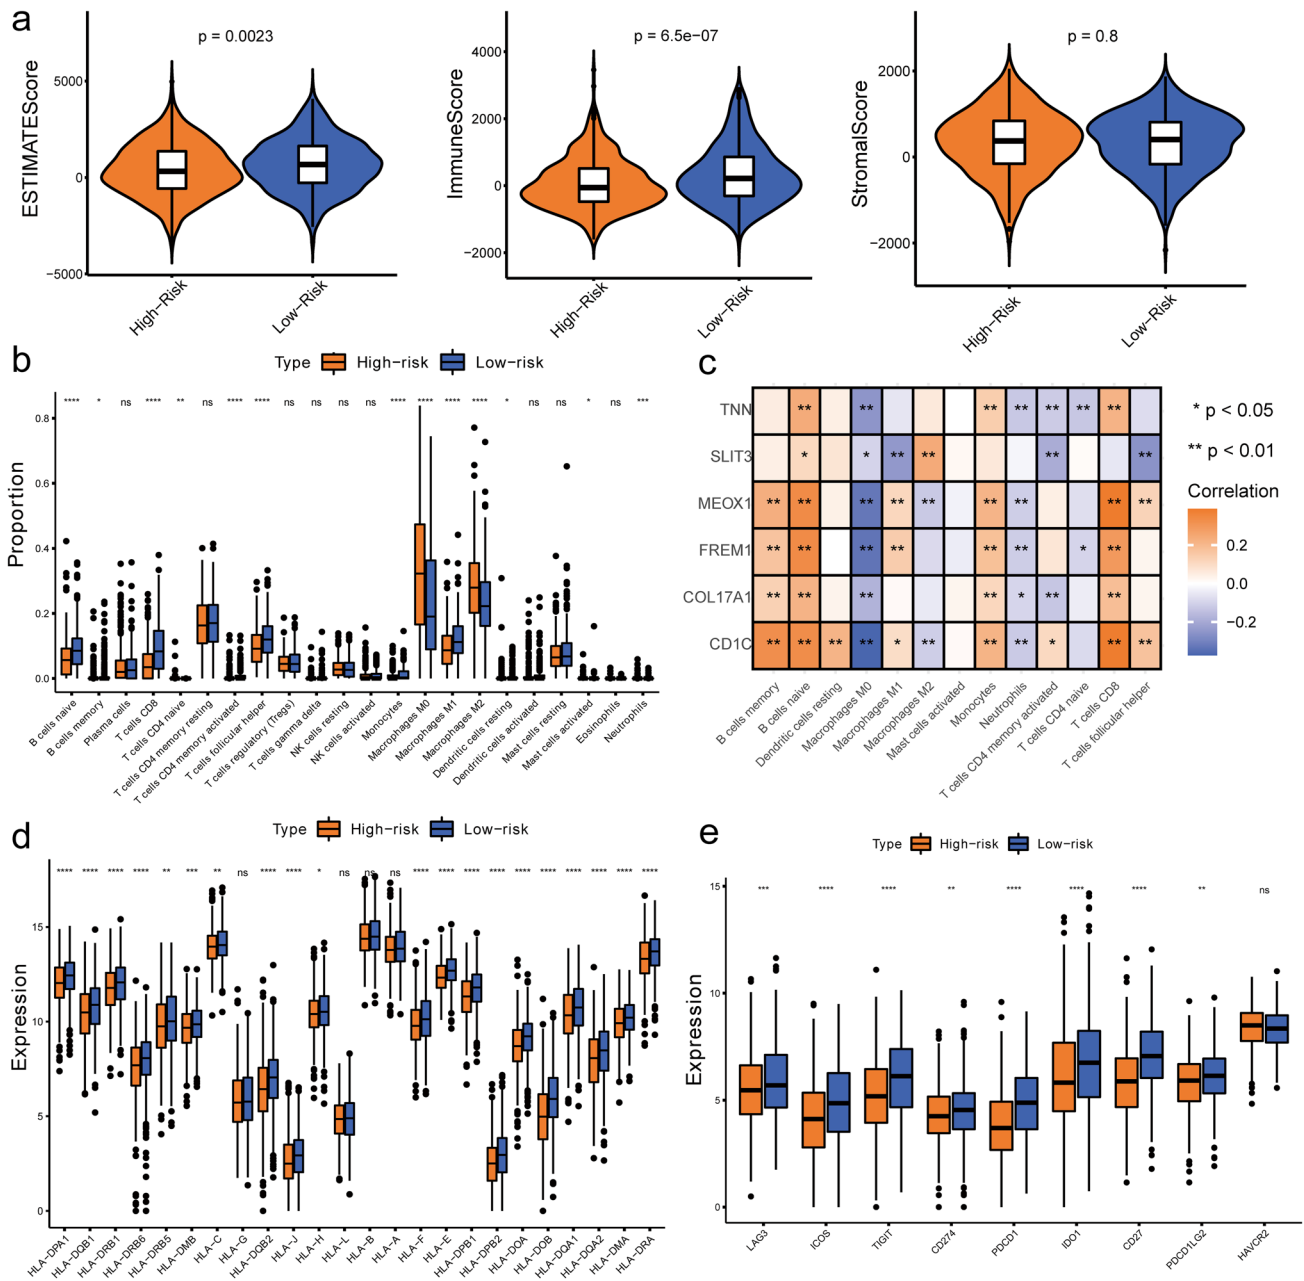 a
p = 0.0023
ESTIMATEScore
5000
0
−5000
High−Risk
Low−Risk
p = 6.5e−07
ImmuneScore
4000
2000
0
−2000
High−Risk
Low−Risk
p = 0.8
StromalScore
2000
0
−2000
High−Risk
Low−Risk
b
Type High−risk Low−risk
**** * ns **** ** ns **** **** ns ns ns ns **** **** **** **** * ns ns * ns ***
Proportion
0.8
0.6
0.4
0.2
0.0
B cells naive
B cells memory
Plasma cells
T cells CD8
T cells CD4 naive
T cells CD4 memory resting
T cells CD4 memory activated
T cells follicular helper
T cells regulatory (Tregs)
T cells gamma delta
NK cells resting
NK cells activated
Monocytes
Macrophages M0
Macrophages M1
Macrophages M2
Dendritic cells resting
Dendritic cells activated
Mast cells resting
Mast cells activated
Eosinophils
Neutrophils
c
TNN ** ** ** ** ** ** **
SLIT3 * * ** ** ** **
MEOX1 ** ** ** ** ** ** ** ** **
FREM1 ** ** ** ** ** ** * **
COL17A1 ** ** ** ** * ** **
CD1C ** ** ** ** * ** ** ** * ** **
B cells memory
B cells naive
Dendritic cells resting
Macrophages M0
Macrophages M1
Macrophages M2
Mast cells activated
Monocytes
Neutrophils
T cells CD4 memory activated
T cells CD4 naive
T cells CD8
T cells follicular helper
* p < 0.05
** p < 0.01
Correlation
0.2
0.0
−0.2
d
Type High−risk Low−risk
**** **** **** **** ** *** ** ns **** **** * ns ns ns **** **** **** **** **** **** **** **** **** ****
Expression
15
10
5
0
HLA−DPA1
HLA−DQB1
HLA−DRB1
HLA−DRB6
HLA−DRB5
HLA−DMB
HLA−C
HLA−G
HLA−DQB2
HLA−J
HLA−H
HLA−L
HLA−B
HLA−A
HLA−F
HLA−E
HLA−DPB1
HLA−DPB2
HLA−DOA
HLA−DOB
HLA−DQA1
HLA−DQA2
HLA−DMA
HLA−DRA
e
Type High−risk Low−risk
*** **** **** ** **** **** **** ** ns
Expression
15
10
5
0
LAG3
ICOS
TIGIT
CD274
PDCD1
IDO1
CD27
PDCD1LG2
HAVCR2